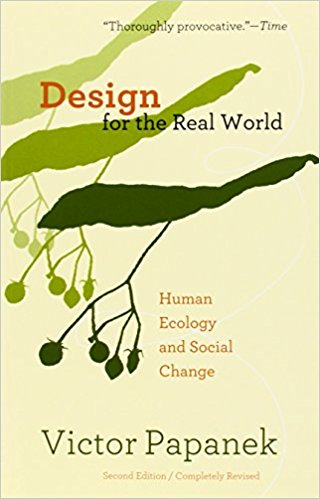 "Thoroughly provocative."—Time
Design
for the Real World
Human
Ecology
and Social
Change
Victor Papanek
Second Edition / Completely Revised